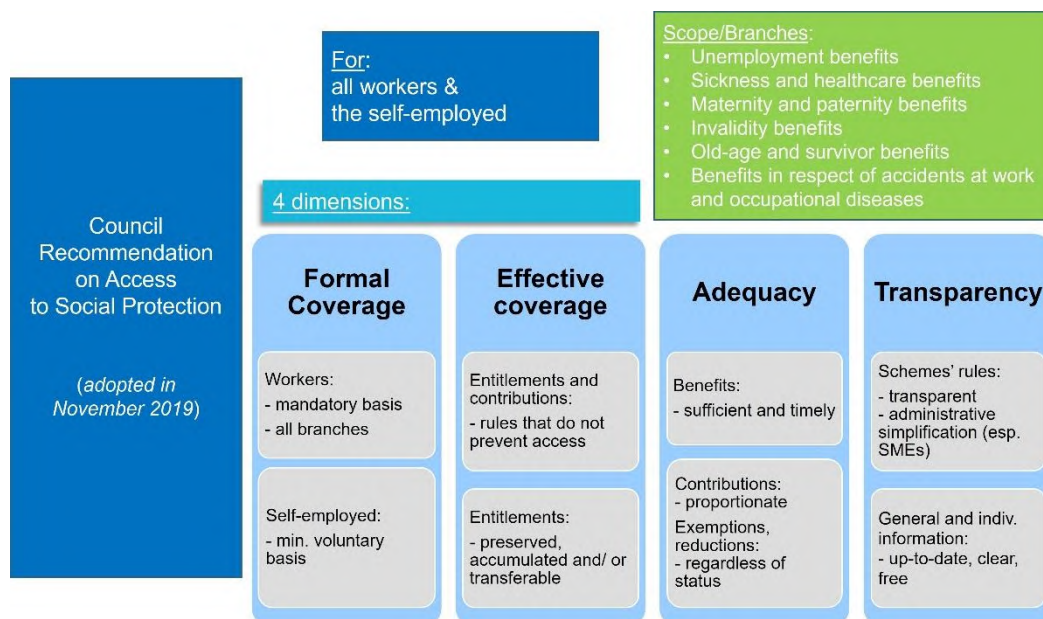 Council
Recommendation
on Access
to Social Protection
(adopted in
November 2019)
For:
all workers &
the self-employed
Scope/Branches:
• Unemployment benefits
• Sickness and healthcare benefits
• Maternity and paternity benefits
• Invalidity benefits
• Old-age and survivor benefits
• Benefits in respect of accidents at work
and occupational diseases
4 dimensions:
Formal
Coverage
Workers:
- mandatory basis
- all branches
Self-employed:
- min. voluntary
basis
Effective
coverage
Entitlements and
contributions:
- rules that do not
prevent access
Entitlements:
- preserved,
accumulated and/ or
transferable
Adequacy
Benefits:
- sufficient and timely
Contributions:
- proportionate
Exemptions,
reductions:
- regardless of
status
Transparency
Schemes' rules:
- transparent
- administrative
simplification (esp.
SMEs)
General and indiv.
information:
- up-to-date, clear,
free